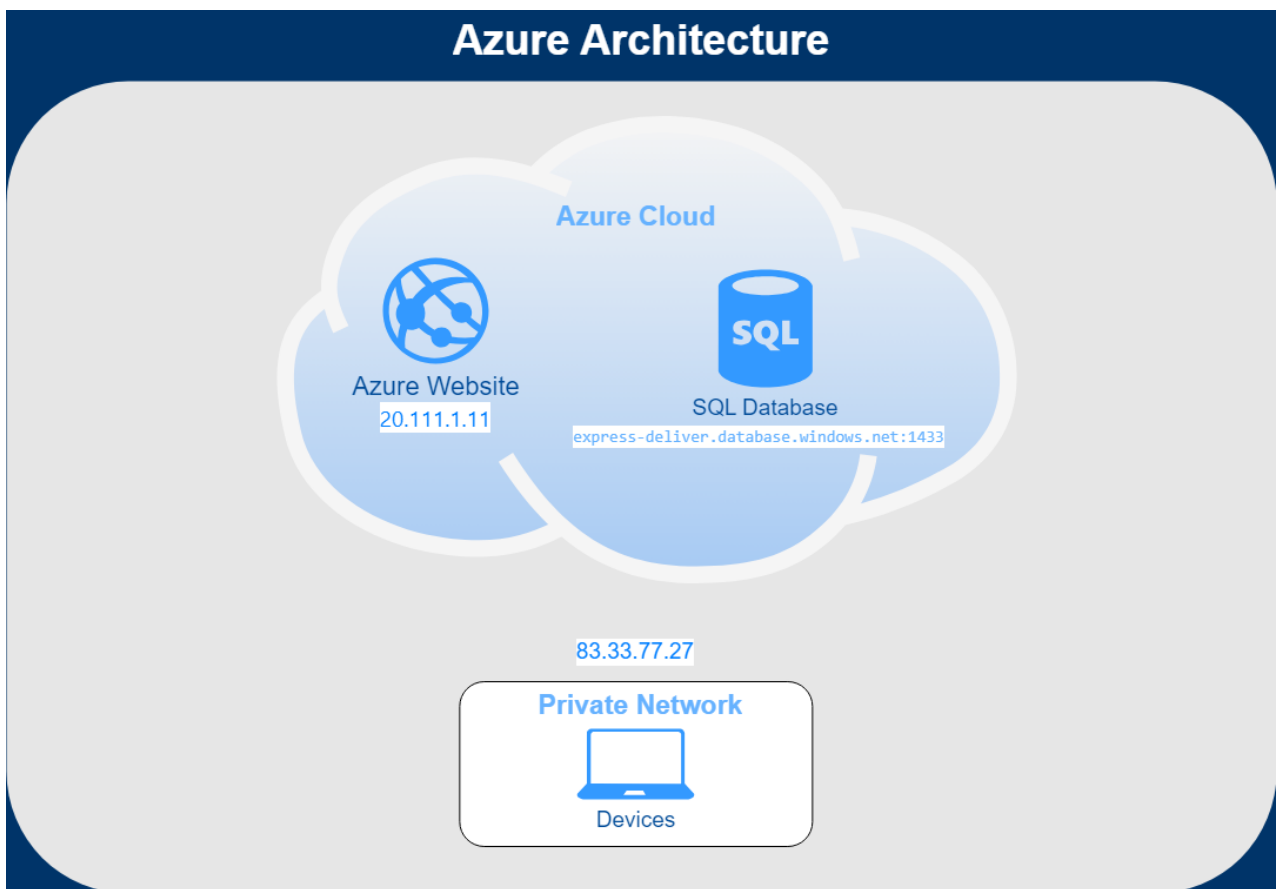 Azure Architecture
Azure Cloud
SQL
Azure Website
20.111.1.11
SQL Database
express-deliver.database.windows.net:1433
83.33.77.27
Private Network
Devices